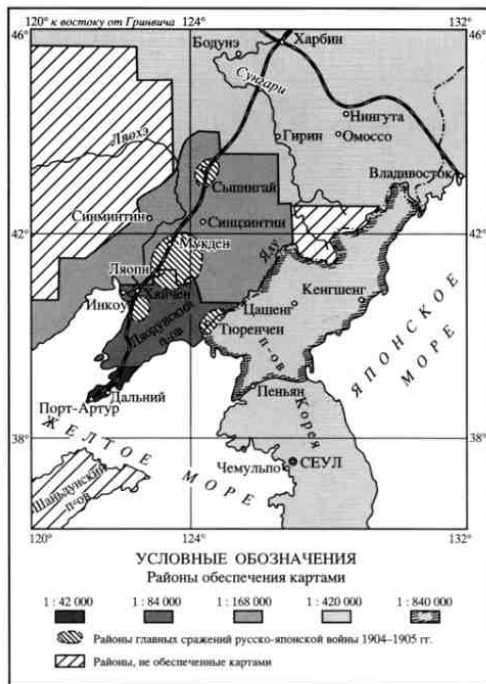 120° к востоку от Гринвича
124°
128°
132°
46°
46°
Харбин
Бодунэ
Сунгари
Нингута
Омоссо
Гирин
Ляохэ
Владивосток
Сыпингай
Синминтин
Синцзинтин
42°
42°
Мукден
Ялу
Хайчен
Кенгшенг
Инкоу
Цашенг
Ляодунский
п-ов
Тюренчен
ЯПОНСКОЕ
МОРЕ
п-ов Корея
Дальний
Пеньян
Порт-Артур
38°
38°
ЖЕЛТОЕ МОРЕ
Чемульпо
СЕУЛ
Шаньдунский
п-ов
120°
124°
132°
УСЛОВНЫЕ ОБОЗНАЧЕНИЯ
Районы обеспечения картами
1 : 42 000
1 : 84 000
1 : 168 000
1 : 420 000
1 : 840 000
Районы главных сражений русско-японской войны 1904–1905 гг.
Районы, не обеспеченные картами